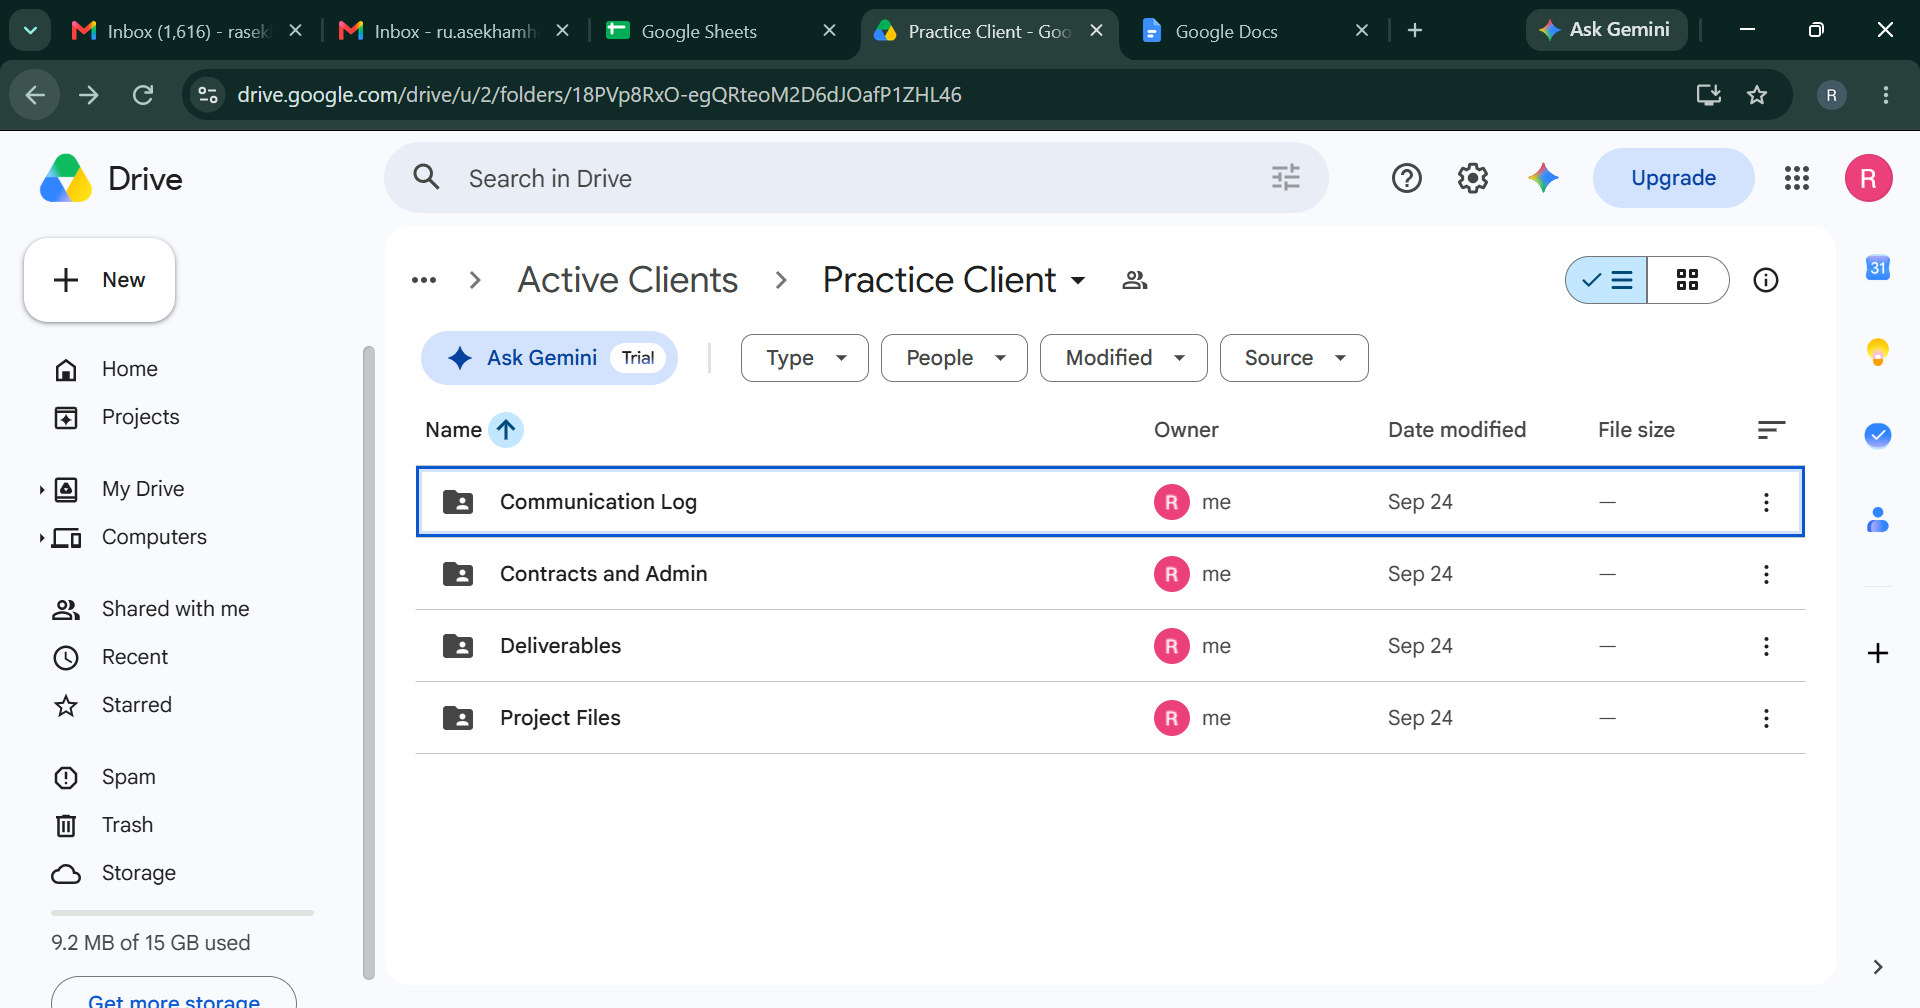 Inbox (1,616) - rasek
Inbox - ru.asekhamh
Google Sheets
Practice Client - Goo
Google Docs
Ask Gemini
drive.google.com/drive/u/2/folders/18PVp8RxO-egQRteoM2D6dJOafP1ZHL46
R
Drive
Search in Drive
Upgrade
R
New
Active Clients
Practice Client
31
Ask Gemini Trial
Type
People
Modified
Source
Home
Projects
My Drive
Computers
Shared with me
Recent
Starred
Spam
Trash
Storage
9.2 MB of 15 GB used
Get more storage
Name Owner Date modified File size
Communication Log R me Sep 24 —
Contracts and Admin R me Sep 24 —
Deliverables R me Sep 24 —
Project Files R me Sep 24 —